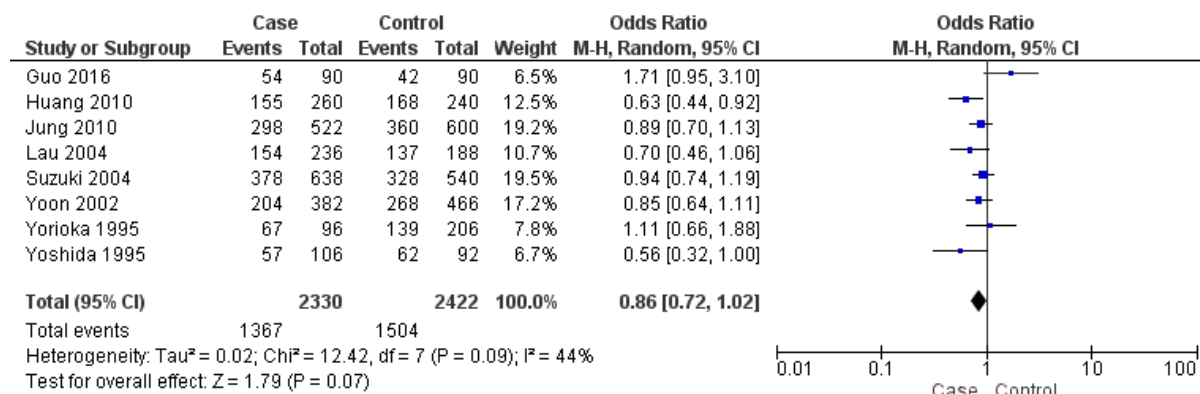 Case Control Odds Ratio Odds Ratio
Study or Subgroup Events Total Events Total Weight M-H, Random, 95% CI M-H, Random, 95% CI
Guo 2016 54 90 42 90 6.5% 1.71 [0.95, 3.10]
Huang 2010 155 260 168 240 12.5% 0.63 [0.44, 0.92]
Jung 2010 298 522 360 600 19.2% 0.89 [0.70, 1.13]
Lau 2004 154 236 137 188 10.7% 0.70 [0.46, 1.06]
Suzuki 2004 378 638 328 540 19.5% 0.94 [0.74, 1.19]
Yoon 2002 204 382 268 466 17.2% 0.85 [0.64, 1.11]
Yorioka 1995 67 96 139 206 7.8% 1.11 [0.66, 1.88]
Yoshida 1995 57 106 62 92 6.7% 0.56 [0.32, 1.00]
Total (95% CI) 2330 2422 100.0% 0.86 [0.72, 1.02]
Total events 1367 1504
Heterogeneity: Tau² = 0.02; Chi² = 12.42, df = 7 (P = 0.09); I² = 44%
Test for overall effect: Z = 1.79 (P = 0.07)
0.01 0.1 1 10 100
Case Control